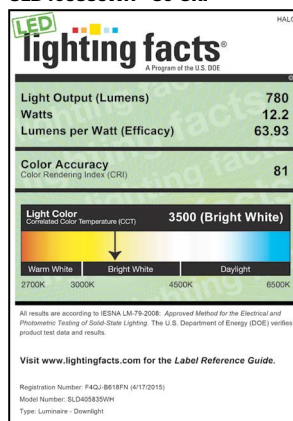 LED
HALO
lighting facts®
A Program of the U.S. DOE
Light Output (Lumens) 780
Watts 12.2
Lumens per Watt (Efficacy) 63.93
Color Accuracy
Color Rendering Index (CRI) 81
Light Color
Correlated Color Temperature (CCT) 3500 (Bright White)
Warm White Bright White Daylight
2700K 3000K 4500K 6500K
All results are according to IESNA LM-79-2008: Approved Method for the Electrical and
Photometric Testing of Solid-State Lighting. The U.S. Department of Energy (DOE) verifies
product test data and results.
Visit www.lightingfacts.com for the Label Reference Guide.
Registration Number: F4QJ-B618FN (4/17/2015)
Model Number: SLD405835WH
Type: Luminaire - Downlight